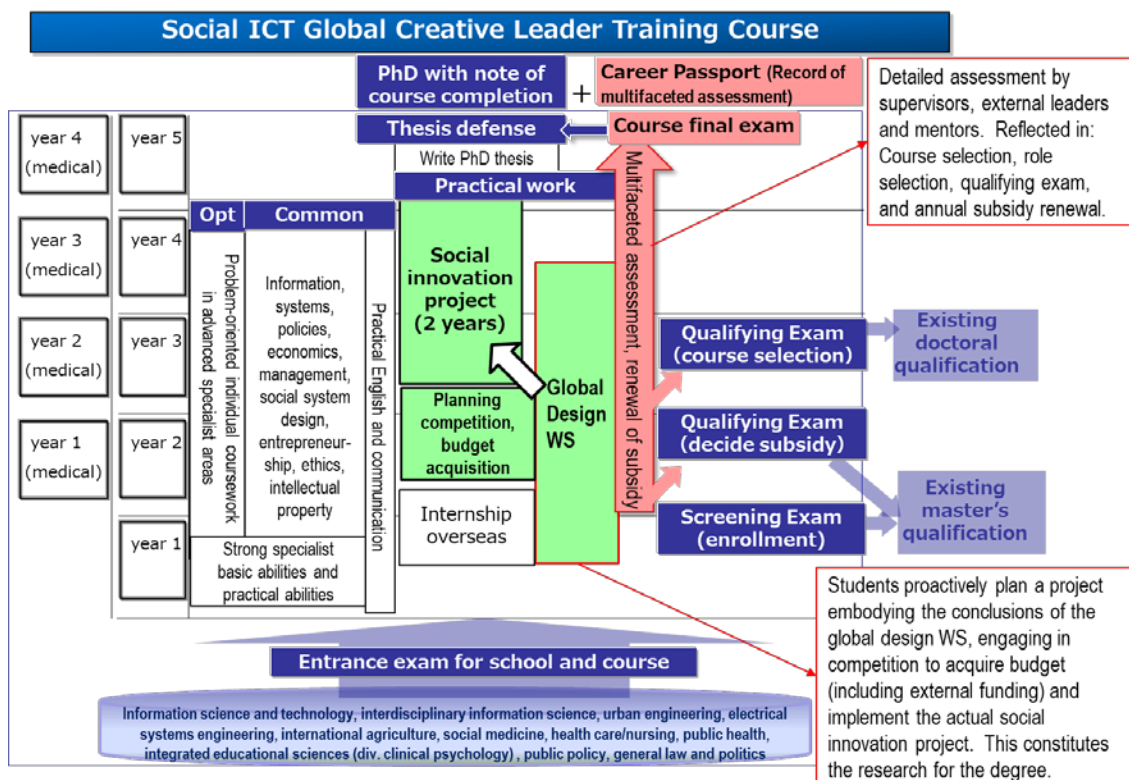 Social ICT Global Creative Leader Training Course
PhD with note of
course completion
+
Career Passport (Record of
multifaceted assessment)
Thesis defense
Course final exam
Write PhD thesis
Practical work
year 4
(medical)
year 5
year 3
(medical)
year 4
year 2
(medical)
year 3
year 1
(medical)
year 2
year 1
Opt
Common
Problem-oriented individual coursework
in advanced specialist areas
Information,
systems,
policies,
economics,
management,
social system
design,
entrepreneur-
ship, ethics,
intellectual
property
Practical English and communication
Strong specialist
basic abilities and
practical abilities
Social
innovation
project
(2 years)
Planning
competition,
budget
acquisition
Internship
overseas
Global
Design
WS
Multifaceted assessment, renewal of subsidy
Qualifying Exam
(course selection)
Qualifying Exam
(decide subsidy)
Screening Exam
(enrollment)
Existing
doctoral
qualification
Existing
master's
qualification
Detailed assessment by
supervisors, external leaders
and mentors.  Reflected in:
Course selection, role
selection, qualifying exam,
and annual subsidy renewal.
Students proactively plan a project
embodying the conclusions of the
global design WS, engaging in
competition to acquire budget
(including external funding) and
implement the actual social
innovation project.  This constitutes
the research for the degree.
Entrance exam for school and course
Information science and technology, interdisciplinary information science, urban engineering, electrical
systems engineering, international agriculture, social medicine, health care/nursing, public health,
integrated educational sciences (div. clinical psychology) , public policy, general law and politics